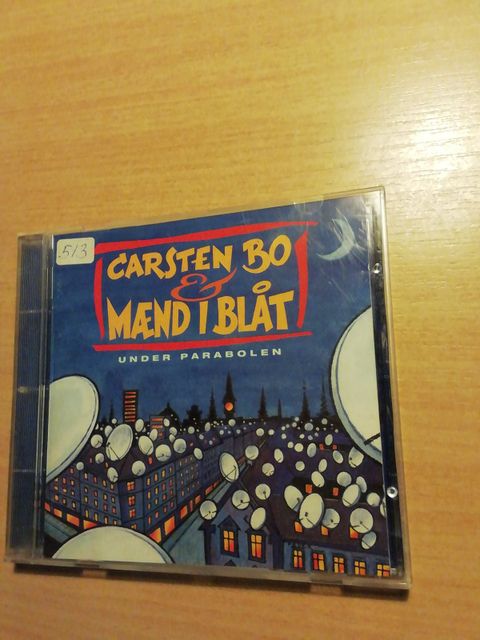 513
CARSTEN BO
&
MÆND I BLÅT
UNDER PARABOLEN